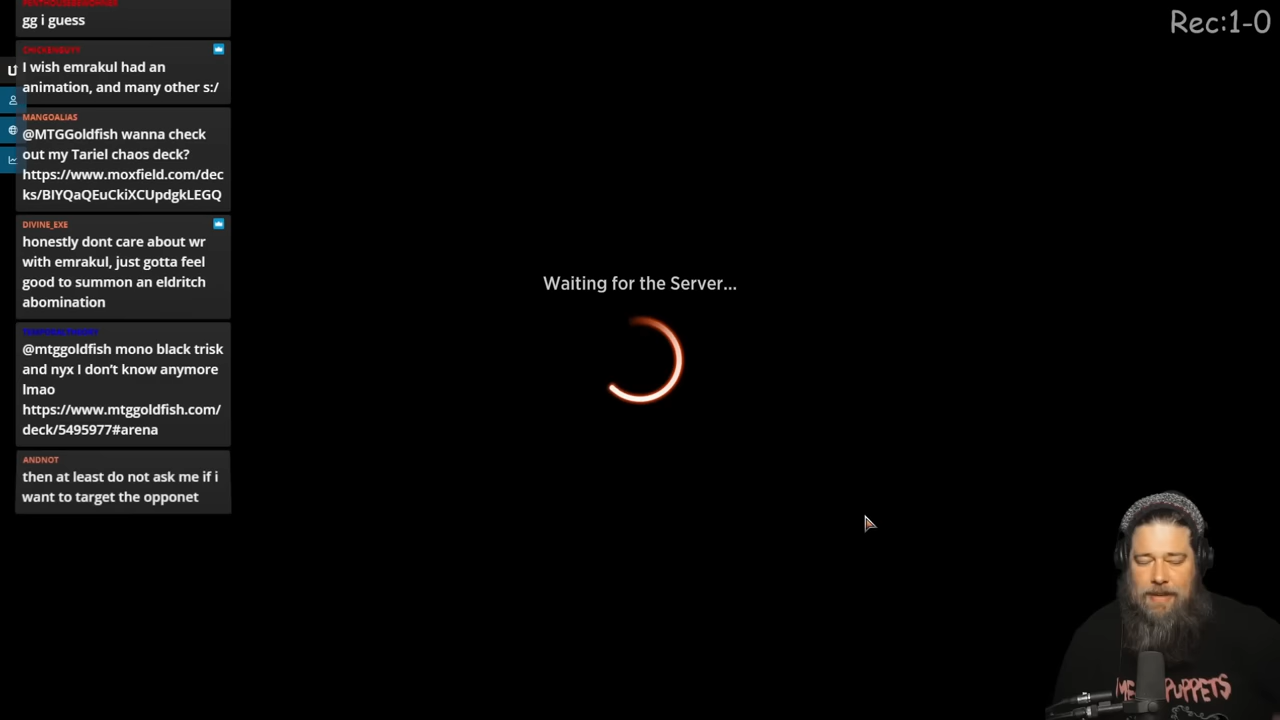 gg i guess
Rec:1-0
CHICKENGUYY
I wish emrakul had an
animation, and many other s:/
MANGOALIAS
@MTGGoldfish wanna check
out my Tariel chaos deck?
https://www.moxfield.com/dec
ks/BIYQaQEuCkiXCUpdgkLEGQ
DIVINE_EXE
honestly dont care about wr
with emrakul, just gotta feel
good to summon an eldritch
abomination
@mtggoldfish mono black trisk
and nyx I don't know anymore
lmao
https://www.mtggoldfish.com/
deck/5495977#arena
ANDNOT
then at least do not ask me if i
want to target the opponet
Waiting for the Server...
PUPPETS